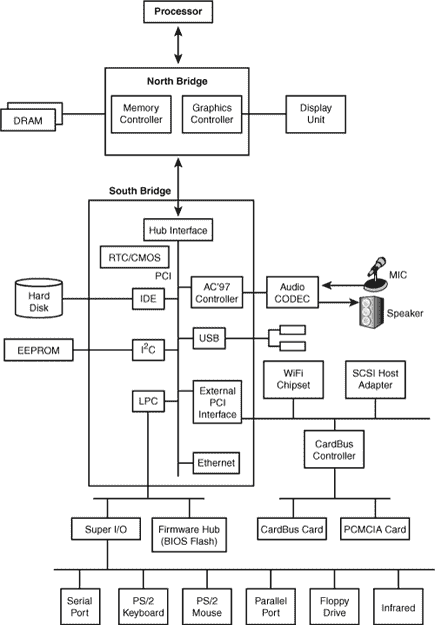 Processor
North Bridge
Memory
Controller
Graphics
Controller
DRAM
Display
Unit
South Bridge
Hub Interface
RTC/CMOS
PCI
Hard
Disk
IDE
AC'97
Controller
Audio
CODEC
MIC
Speaker
EEPROM
I²C
USB
LPC
External
PCI
Interface
WiFi
Chipset
SCSI Host
Adapter
CardBus
Controller
Ethernet
Super I/O
Firmware Hub
(BIOS Flash)
CardBus Card
PCMCIA Card
Serial
Port
PS/2
Keyboard
PS/2
Mouse
Parallel
Port
Floppy
Drive
Infrared